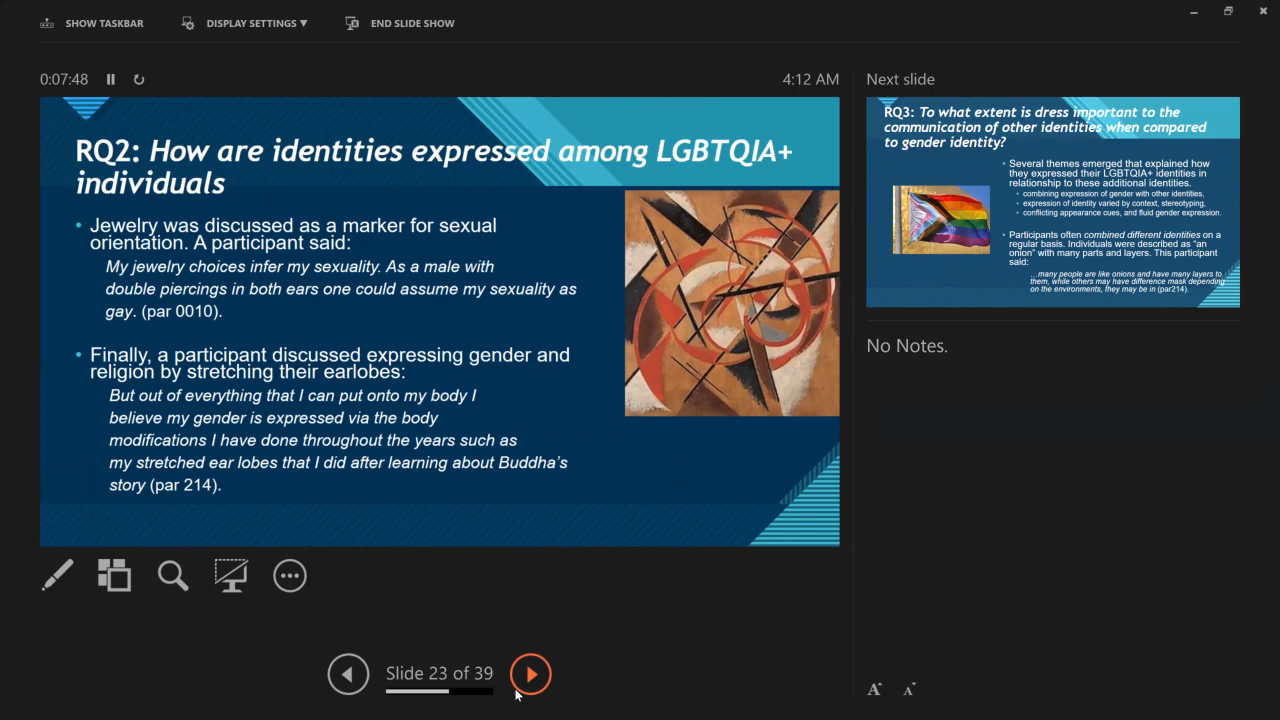 SHOW TASKBAR
DISPLAY SETTINGS ▼
END SLIDE SHOW
0:07:48
4:12 AM
RQ2: How are identities expressed among LGBTQIA+
individuals
• Jewelry was discussed as a marker for sexual
orientation. A participant said:
My jewelry choices infer my sexuality. As a male with
double piercings in both ears one could assume my sexuality as
gay. (par 0010).
• Finally, a participant discussed expressing gender and
religion by stretching their earlobes:
But out of everything that I can put onto my body I
believe my gender is expressed via the body
modifications I have done throughout the years such as
my stretched ear lobes that I did after learning about Buddha's
story (par 214).
Slide 23 of 39
Next slide
RQ3: To what extent is dress important to the
communication of other identities when compared
to gender identity?
• Several themes emerged that explained how
they expressed their LGBTQIA+ identities in
relationship to these additional identities.
• combining expression of gender with other identities,
• expression of identity varied by context, stereotyping,
• conflicting appearance cues, and fluid gender expression.
• Participants often combined different identities on a
regular basis. Individuals were described as "an
onion" with many parts and layers. This participant
said:
...many people are like onions and have many layers to
them, while others may have difference mask depending
on the environments, they may be in (par214).
No Notes.
A A